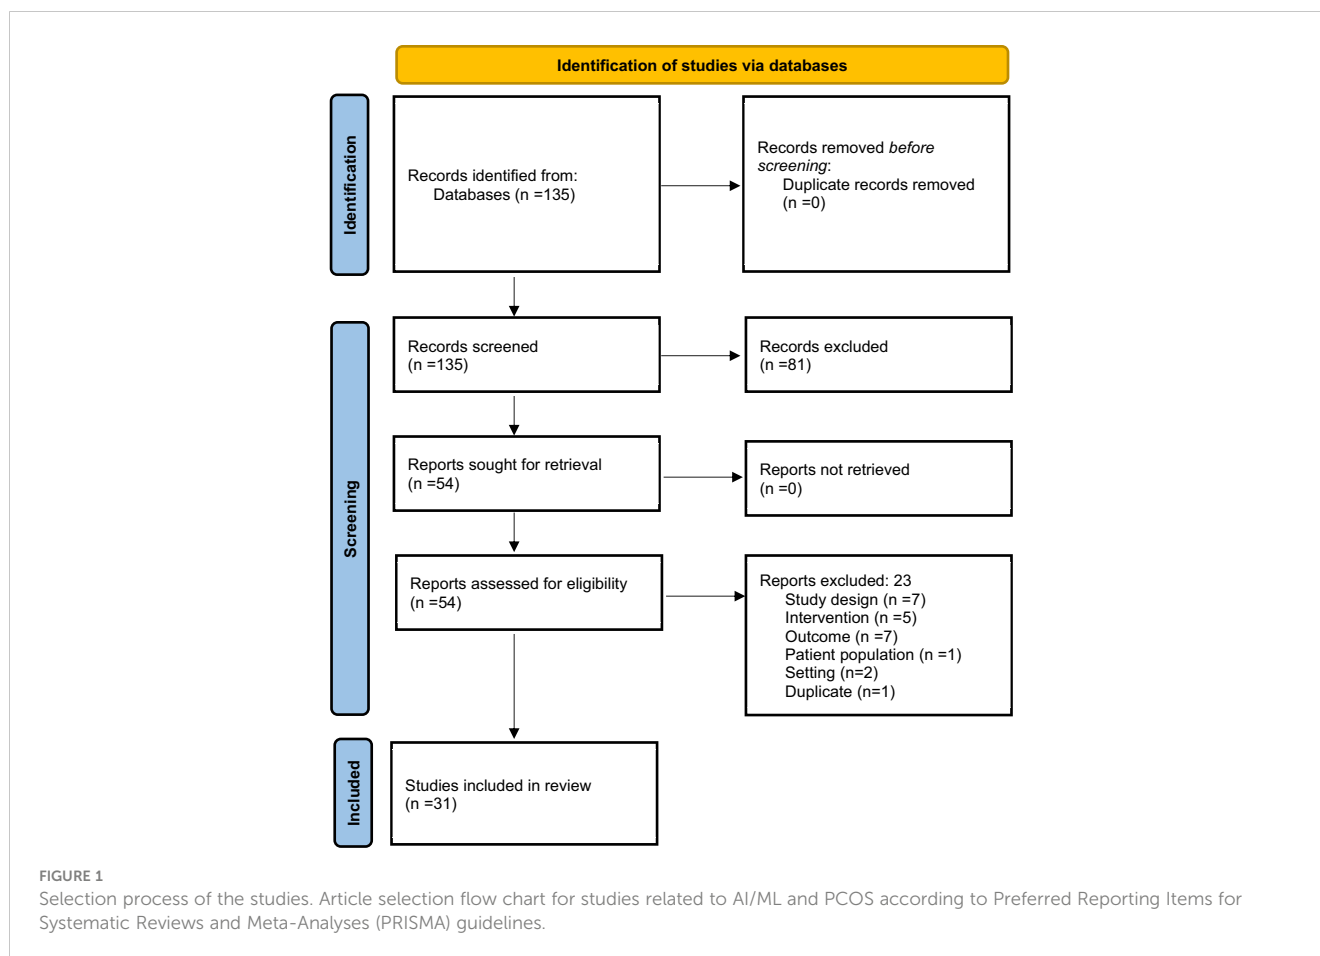 Identification of studies via databases
Identification
Records identified from:
Databases (n =135)
Records removed before
screening:
Duplicate records removed
(n =0)
Screening
Records screened
(n =135)
Records excluded
(n =81)
Reports sought for retrieval
(n =54)
Reports not retrieved
(n =0)
Reports assessed for eligibility
(n =54)
Reports excluded: 23
Study design (n =7)
Intervention (n =5)
Outcome (n =7)
Patient population (n =1)
Setting (n=2)
Duplicate (n=1)
Included
Studies included in review
(n =31)
FIGURE 1
Selection process of the studies. Article selection flow chart for studies related to AI/ML and PCOS according to Preferred Reporting Items for
Systematic Reviews and Meta-Analyses (PRISMA) guidelines.